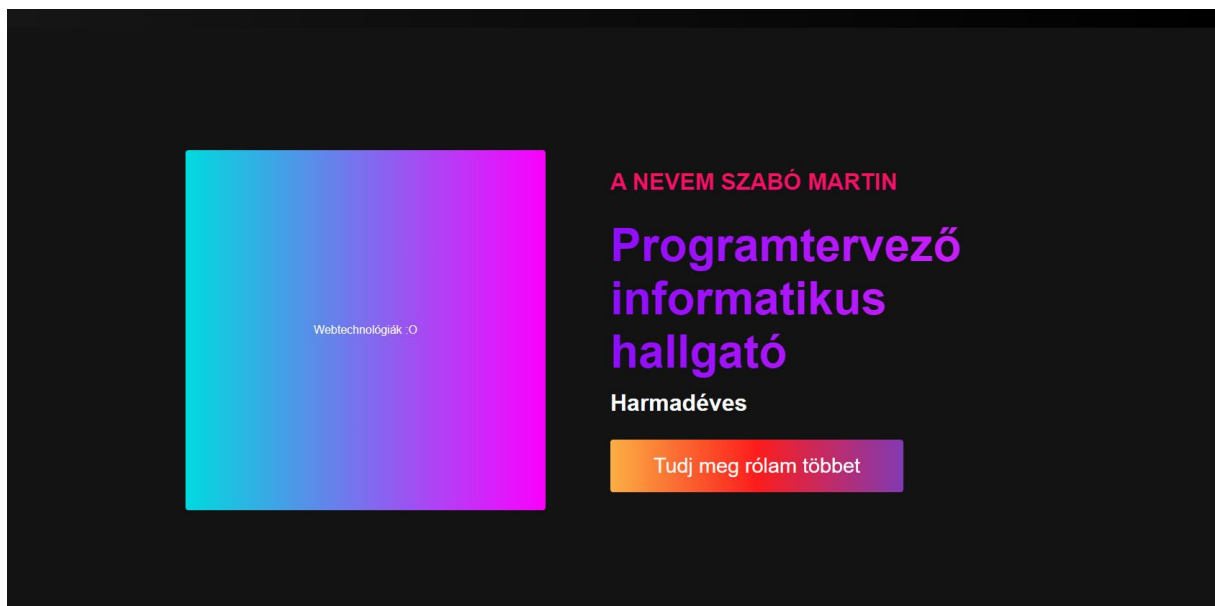 Webtechnológiák :O
A NEVEM SZABÓ MARTIN
Programtervező
informatikus
hallgató
Harmadéves
Tudj meg rólam többet